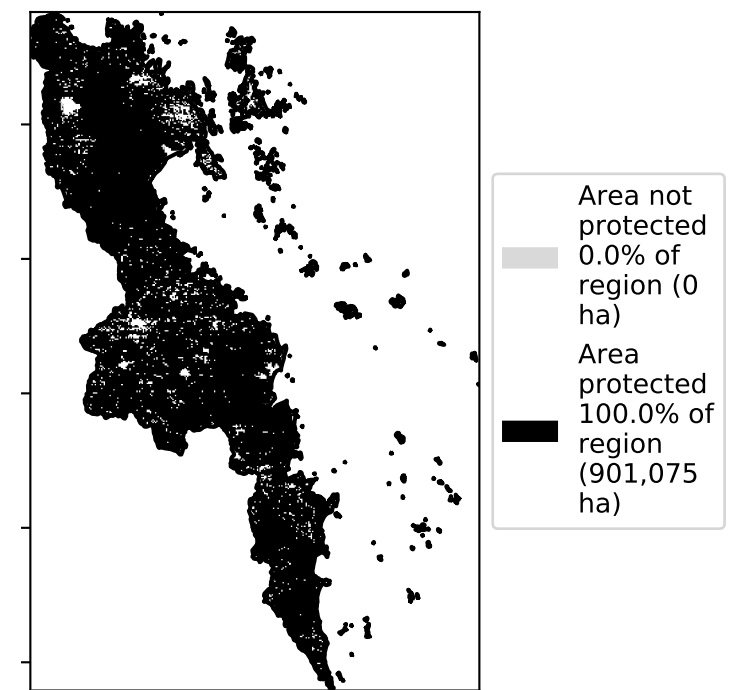 Area not
protected
0.0% of
region (0
ha)
Area
protected
100.0% of
region
(901,075
ha)